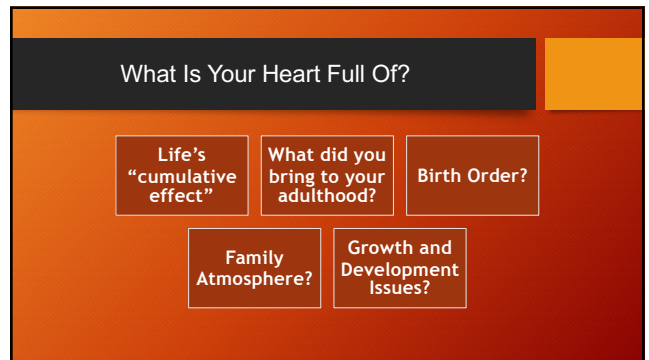 What Is Your Heart Full Of?
Life's
"cumulative
effect"
What did you
bring to your
adulthood?
Birth Order?
Family
Atmosphere?
Growth and
Development
Issues?